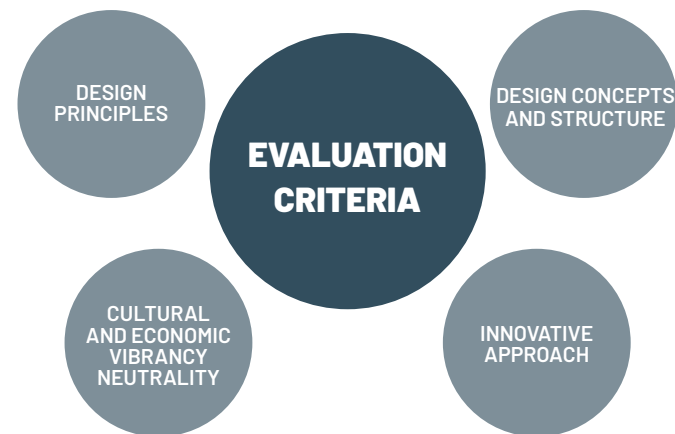 DESIGN
PRINCIPLES
EVALUATION
CRITERIA
DESIGN CONCEPTS
AND STRUCTURE
CULTURAL
AND ECONOMIC
VIBRANCY
NEUTRALITY
INNOVATIVE
APPROACH